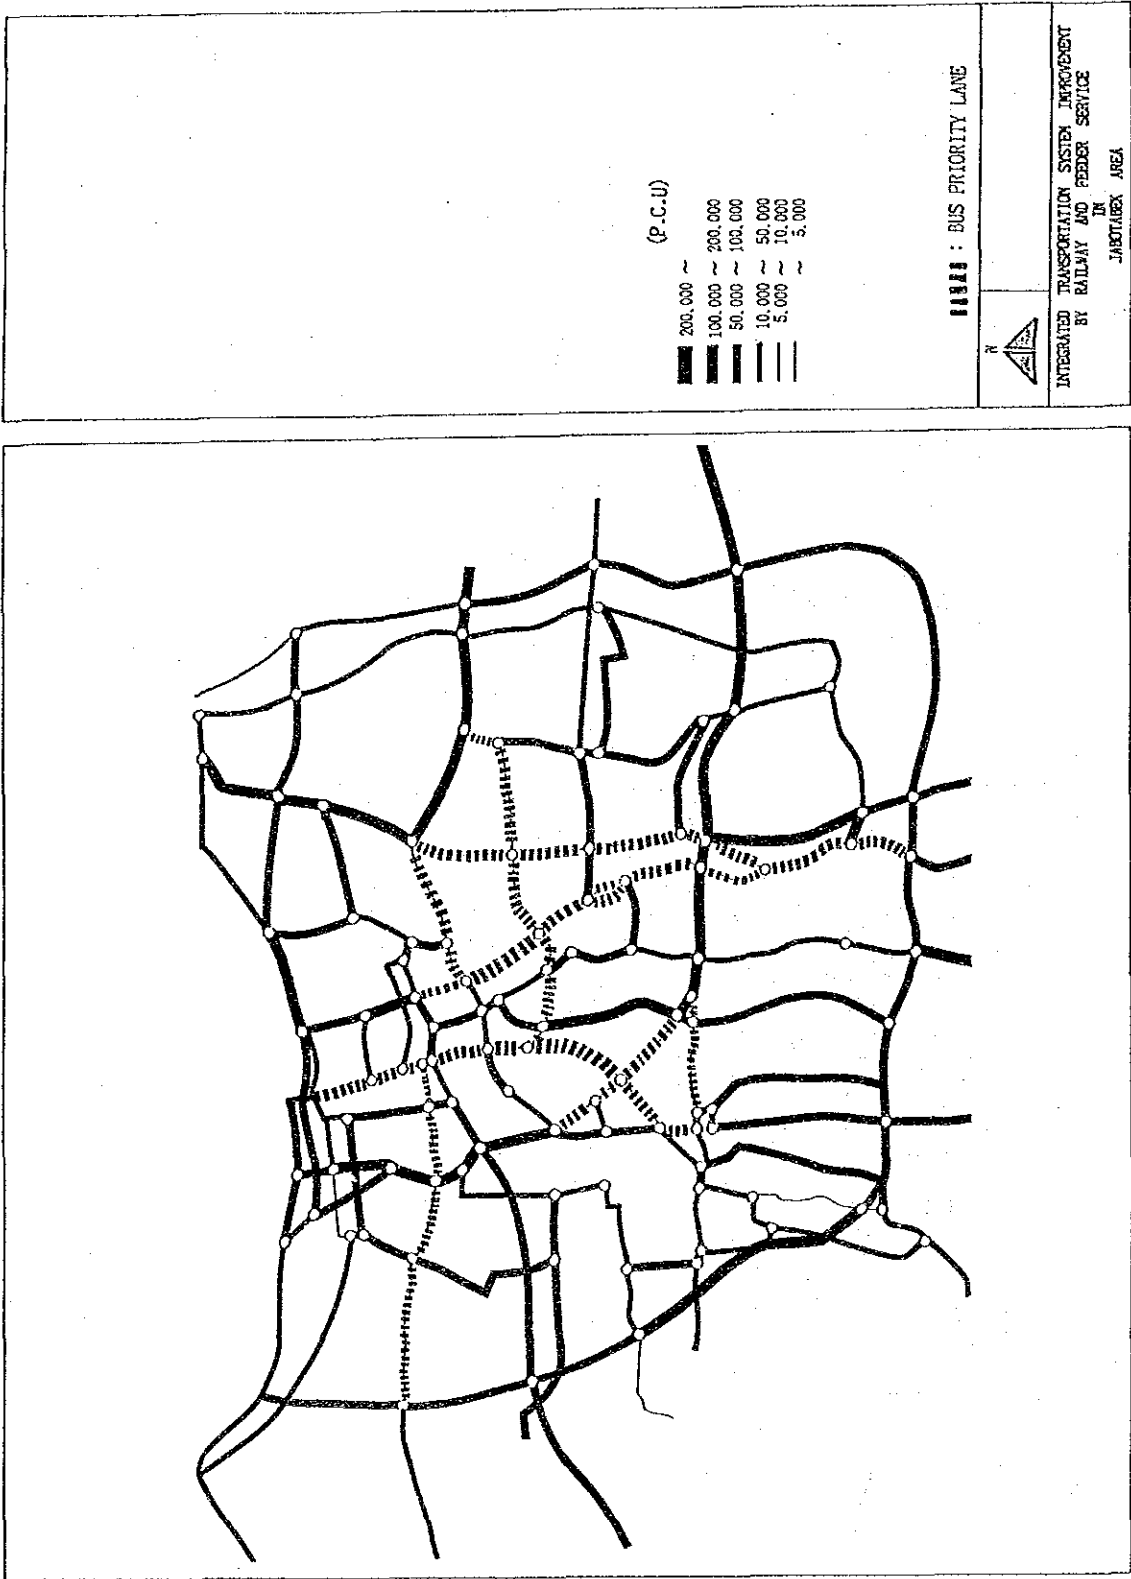 (P.C.U)
200.000 ~
100.000 ~ 200.000
50.000 ~ 100.000
10.000 ~ 50.000
5.000 ~ 10.000
~ 5.000
: BUS PRIORITY LANE
N
INTEGRATED TRANSPORTATION SYSTEM IMPROVEMENT
BY RAILWAY AND FEEDER SERVICE
IN
JABOTABEK AREA